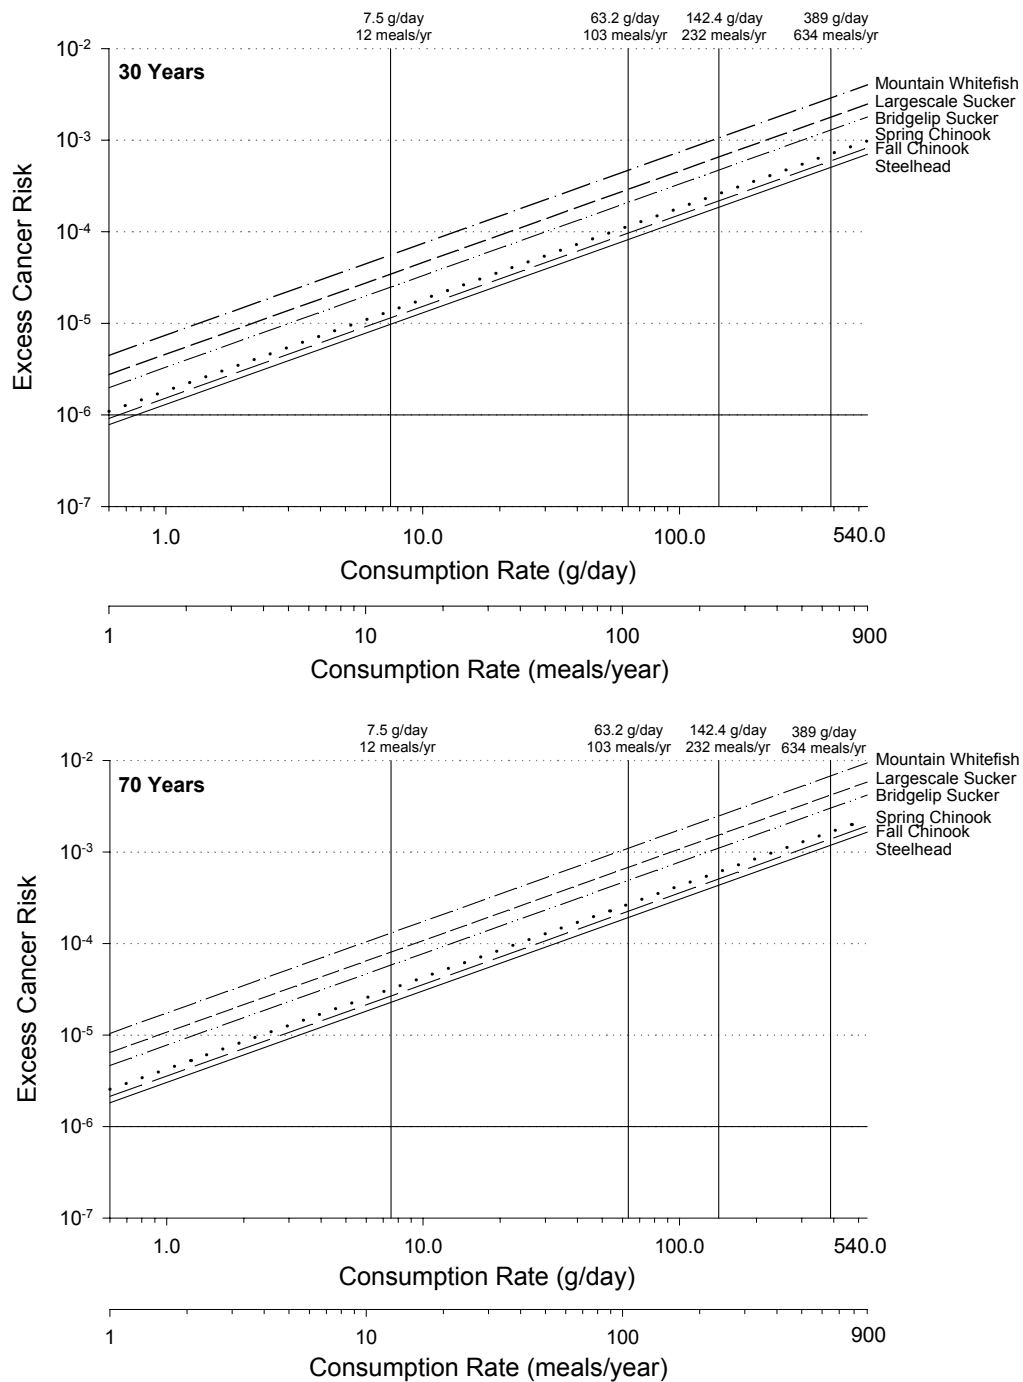 7.5 g/day 63.2 g/day 142.4 g/day 389 g/day
12 meals/yr 103 meals/yr 232 meals/yr 634 meals/yr
10-2
30 Years
Mountain Whitefish
Largescale Sucker
Bridgelip Sucker
Spring Chinook
Fall Chinook
Steelhead
10-3
10-4
10-5
10-6
10-7
Excess Cancer Risk
1.0 10.0 100.0 540.0
Consumption Rate (g/day)
1 10 100 900
Consumption Rate (meals/year)
7.5 g/day 63.2 g/day 142.4 g/day 389 g/day
12 meals/yr 103 meals/yr 232 meals/yr 634 meals/yr
10-2
70 Years
Mountain Whitefish
Largescale Sucker
Bridgelip Sucker
Spring Chinook
Fall Chinook
Steelhead
10-3
10-4
10-5
10-6
10-7
Excess Cancer Risk
1.0 10.0 100.0 540.0
Consumption Rate (g/day)
1 10 100 900
Consumption Rate (meals/year)